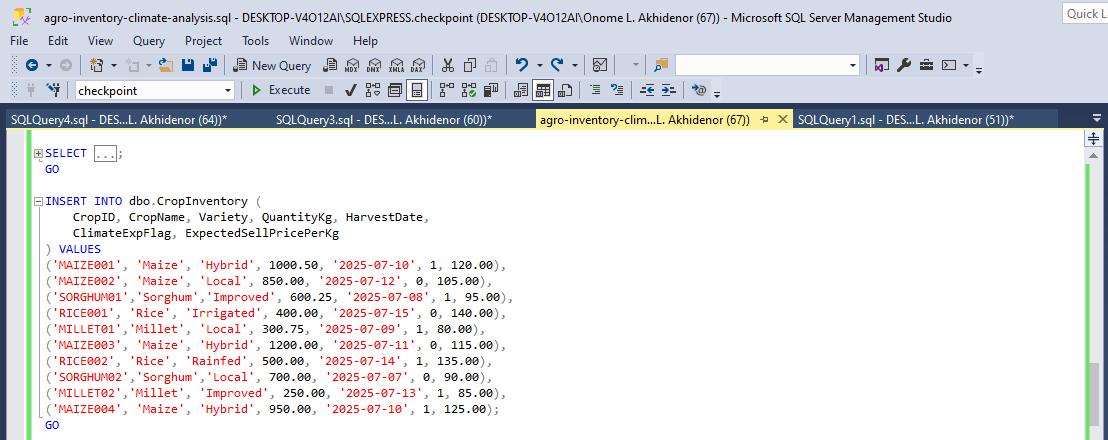 agro-inventory-climate-analysis.sql - DESKTOP-V4O12AI\SQLEXPRESS.checkpoint (DESKTOP-V4O12AI\Onome L. Akhidenor (67)) - Microsoft SQL Server Management Studio
Quick L
File Edit View Query Project Tools Window Help
New Query MDX DMX XMLA DAX
checkpoint Execute
SQLQuery4.sql - DES...L. Akhidenor (64))* SQLQuery3.sql - DES...L. Akhidenor (60))* agro-inventory-clim...L. Akhidenor (67)) SQLQuery1.sql - DES...L. Akhidenor (51))*
SELECT ...;
GO
INSERT INTO dbo.CropInventory (
CropID, CropName, Variety, QuantityKg, HarvestDate,
ClimateExpFlag, ExpectedSellPricePerKg
) VALUES
('MAIZE001', 'Maize', 'Hybrid', 1000.50, '2025-07-10', 1, 120.00),
('MAIZE002', 'Maize', 'Local', 850.00, '2025-07-12', 0, 105.00),
('SORGHUM01','Sorghum','Improved', 600.25, '2025-07-08', 1, 95.00),
('RICE001', 'Rice', 'Irrigated', 400.00, '2025-07-15', 0, 140.00),
('MILLET01','Millet', 'Local', 300.75, '2025-07-09', 1, 80.00),
('MAIZE003', 'Maize', 'Hybrid', 1200.00, '2025-07-11', 0, 115.00),
('RICE002', 'Rice', 'Rainfed', 500.00, '2025-07-14', 1, 135.00),
('SORGHUM02','Sorghum','Local', 700.00, '2025-07-07', 0, 90.00),
('MILLET02','Millet', 'Improved', 250.00, '2025-07-13', 1, 85.00),
('MAIZE004', 'Maize', 'Hybrid', 950.00, '2025-07-10', 1, 125.00);
GO